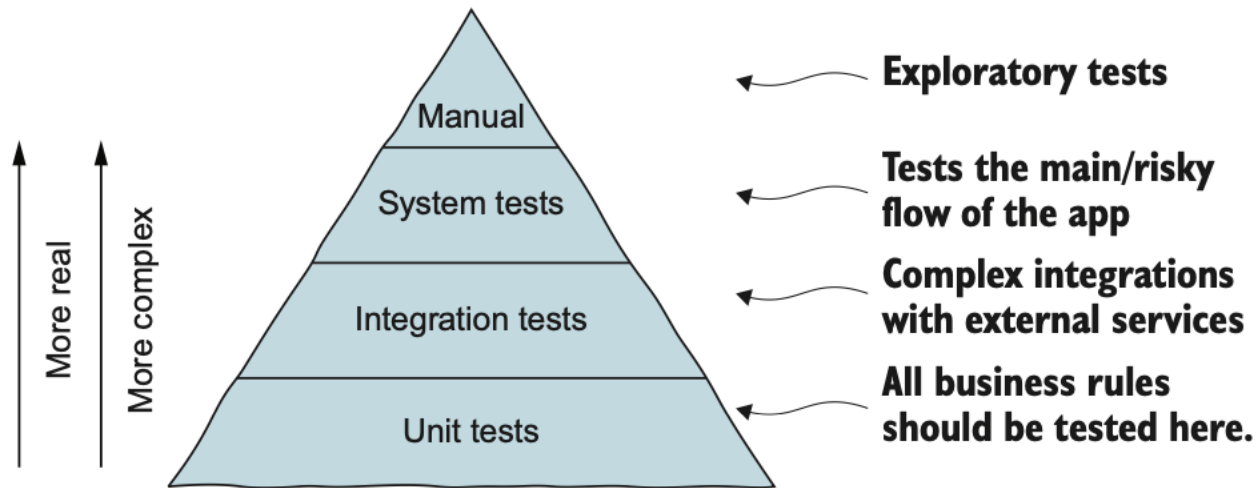 Manual
System tests
Integration tests
Unit tests
More real
More complex
Exploratory tests
Tests the main/risky
flow of the app
Complex integrations
with external services
All business rules
should be tested here.